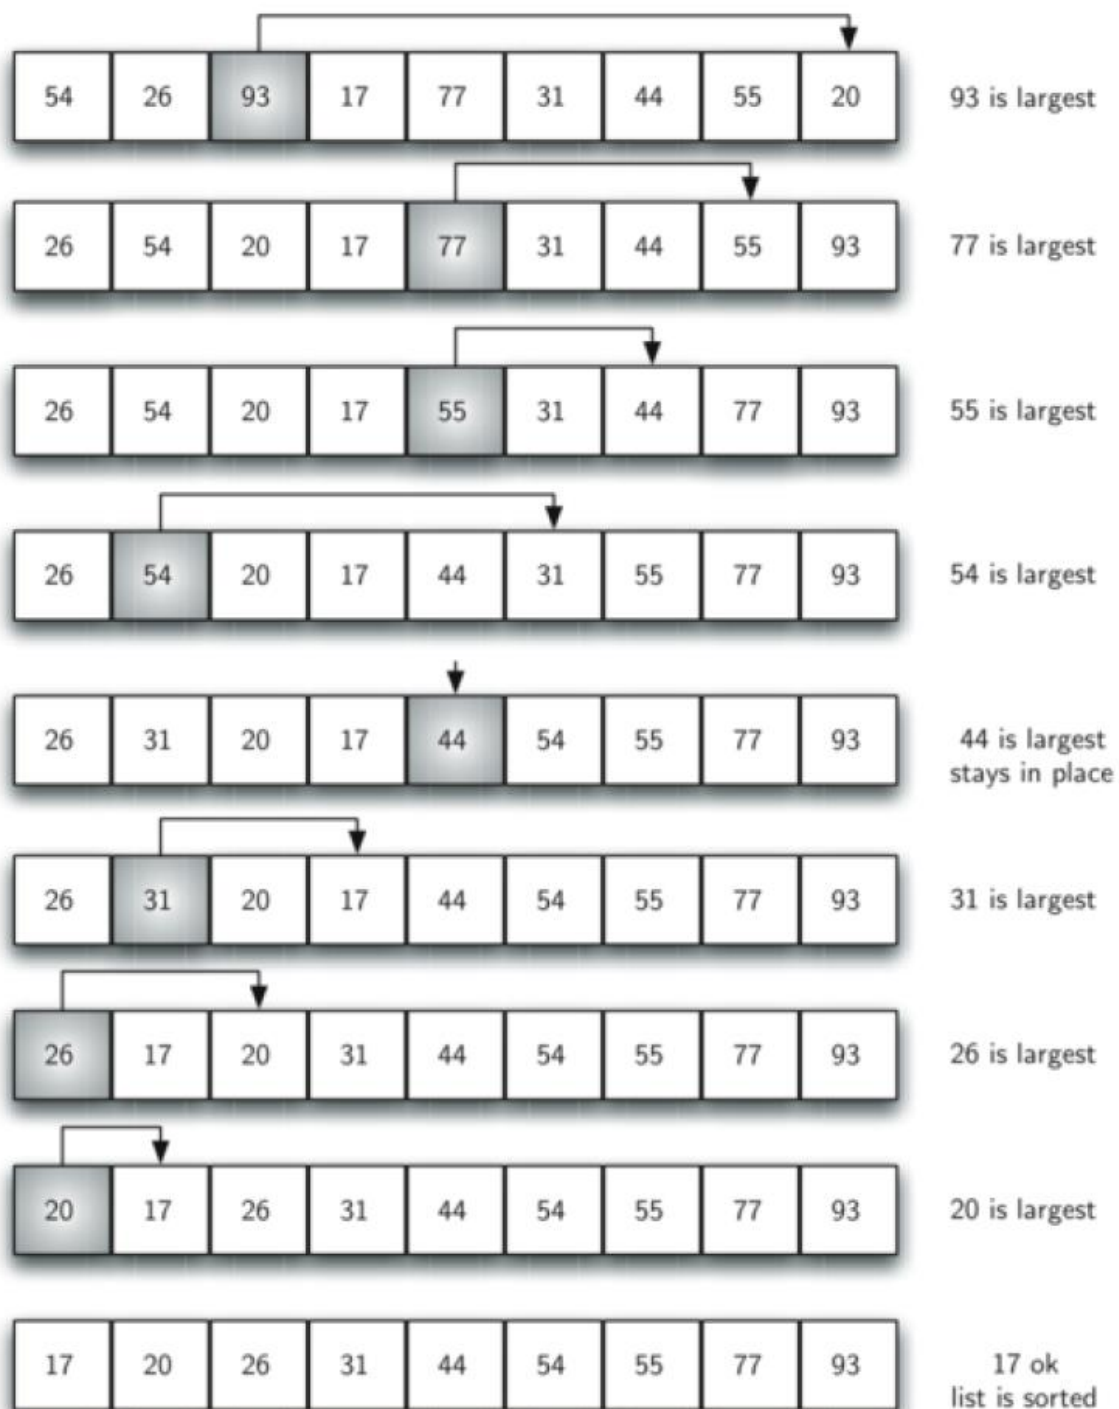 54 26 93 17 77 31 44 55 20 93 is largest
26 54 20 17 77 31 44 55 93 77 is largest
26 54 20 17 55 31 44 77 93 55 is largest
26 54 20 17 44 31 55 77 93 54 is largest
26 31 20 17 44 54 55 77 93 44 is largest
stays in place
26 31 20 17 44 54 55 77 93 31 is largest
26 17 20 31 44 54 55 77 93 26 is largest
20 17 26 31 44 54 55 77 93 20 is largest
17 20 26 31 44 54 55 77 93 17 ok
list is sorted